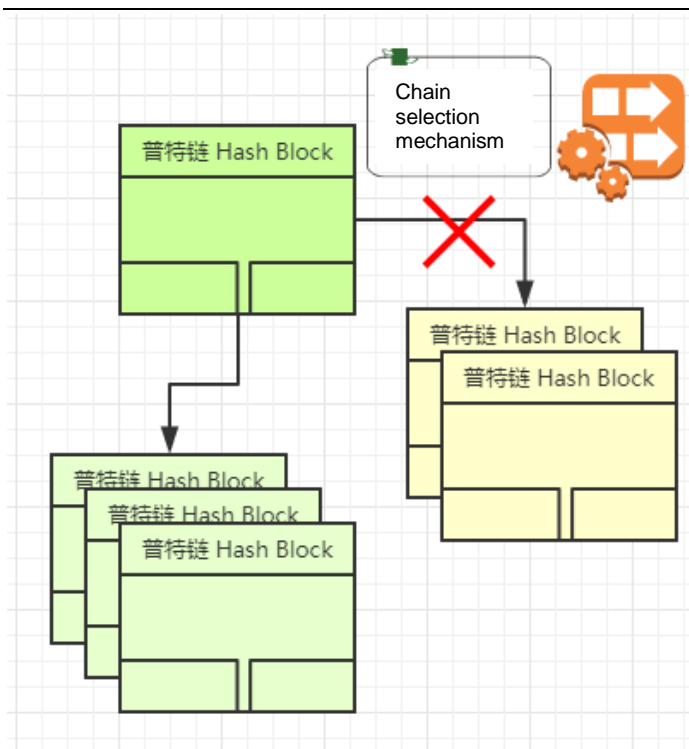 Chain
selection
mechanism
普特链 Hash Block
普特链 Hash Block
普特链 Hash Block
普特链 Hash Block
普特链 Hash Block
普特链 Hash Block